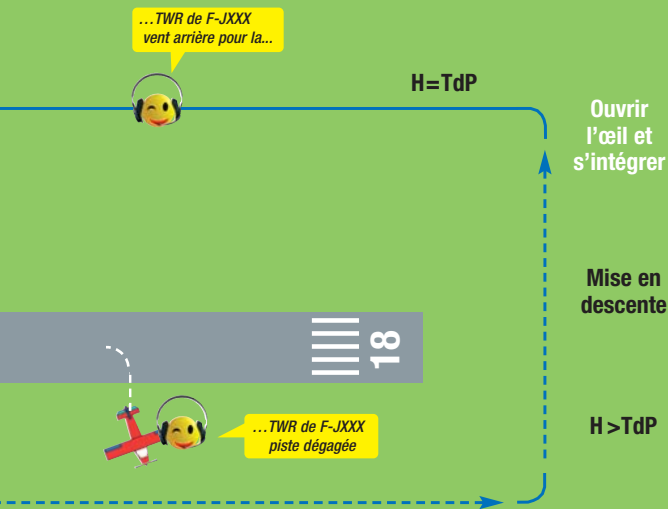 ...TWR de F-JXXX
vent arrière pour la...
H=TdP
Ouvrir
l'œil et
s'intégrer
Mise en
descente
18
H>TdP
...TWR de F-JXXX
piste dégagée